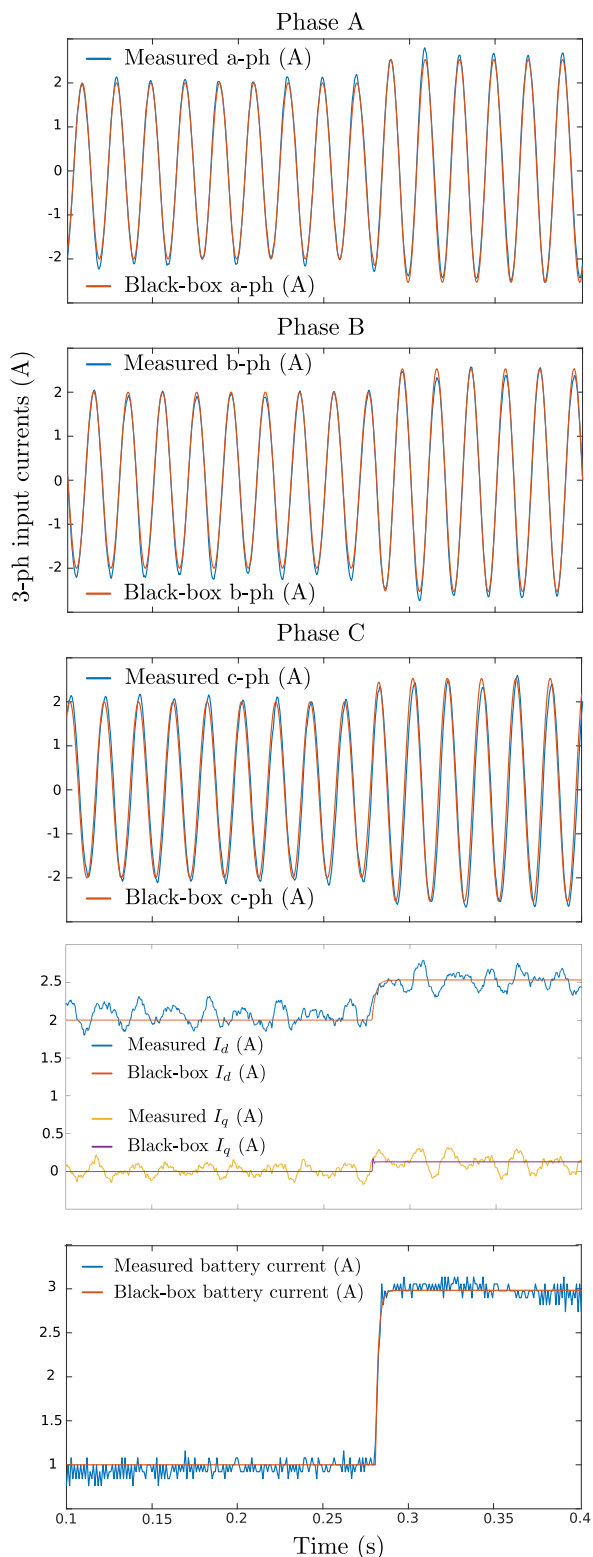 Phase A
Measured a-ph (A)
2
1
0
-1
-2
Black-box a-ph (A)
Phase B
Measured b-ph (A)
2
1
0
-1
-2
Black-box b-ph (A)
3-ph input currents (A)
Phase C
Measured c-ph (A)
2
1
0
-1
-2
Black-box c-ph (A)
2.5
2
1.5
1
0.5
0
Measured I_d (A)
Black-box I_d (A)
Measured I_q (A)
Black-box I_q (A)
Measured battery current (A)
Black-box battery current (A)
3
2.5
2
1.5
1
0.1 0.15 0.2 0.25 0.3 0.35 0.4
Time (s)